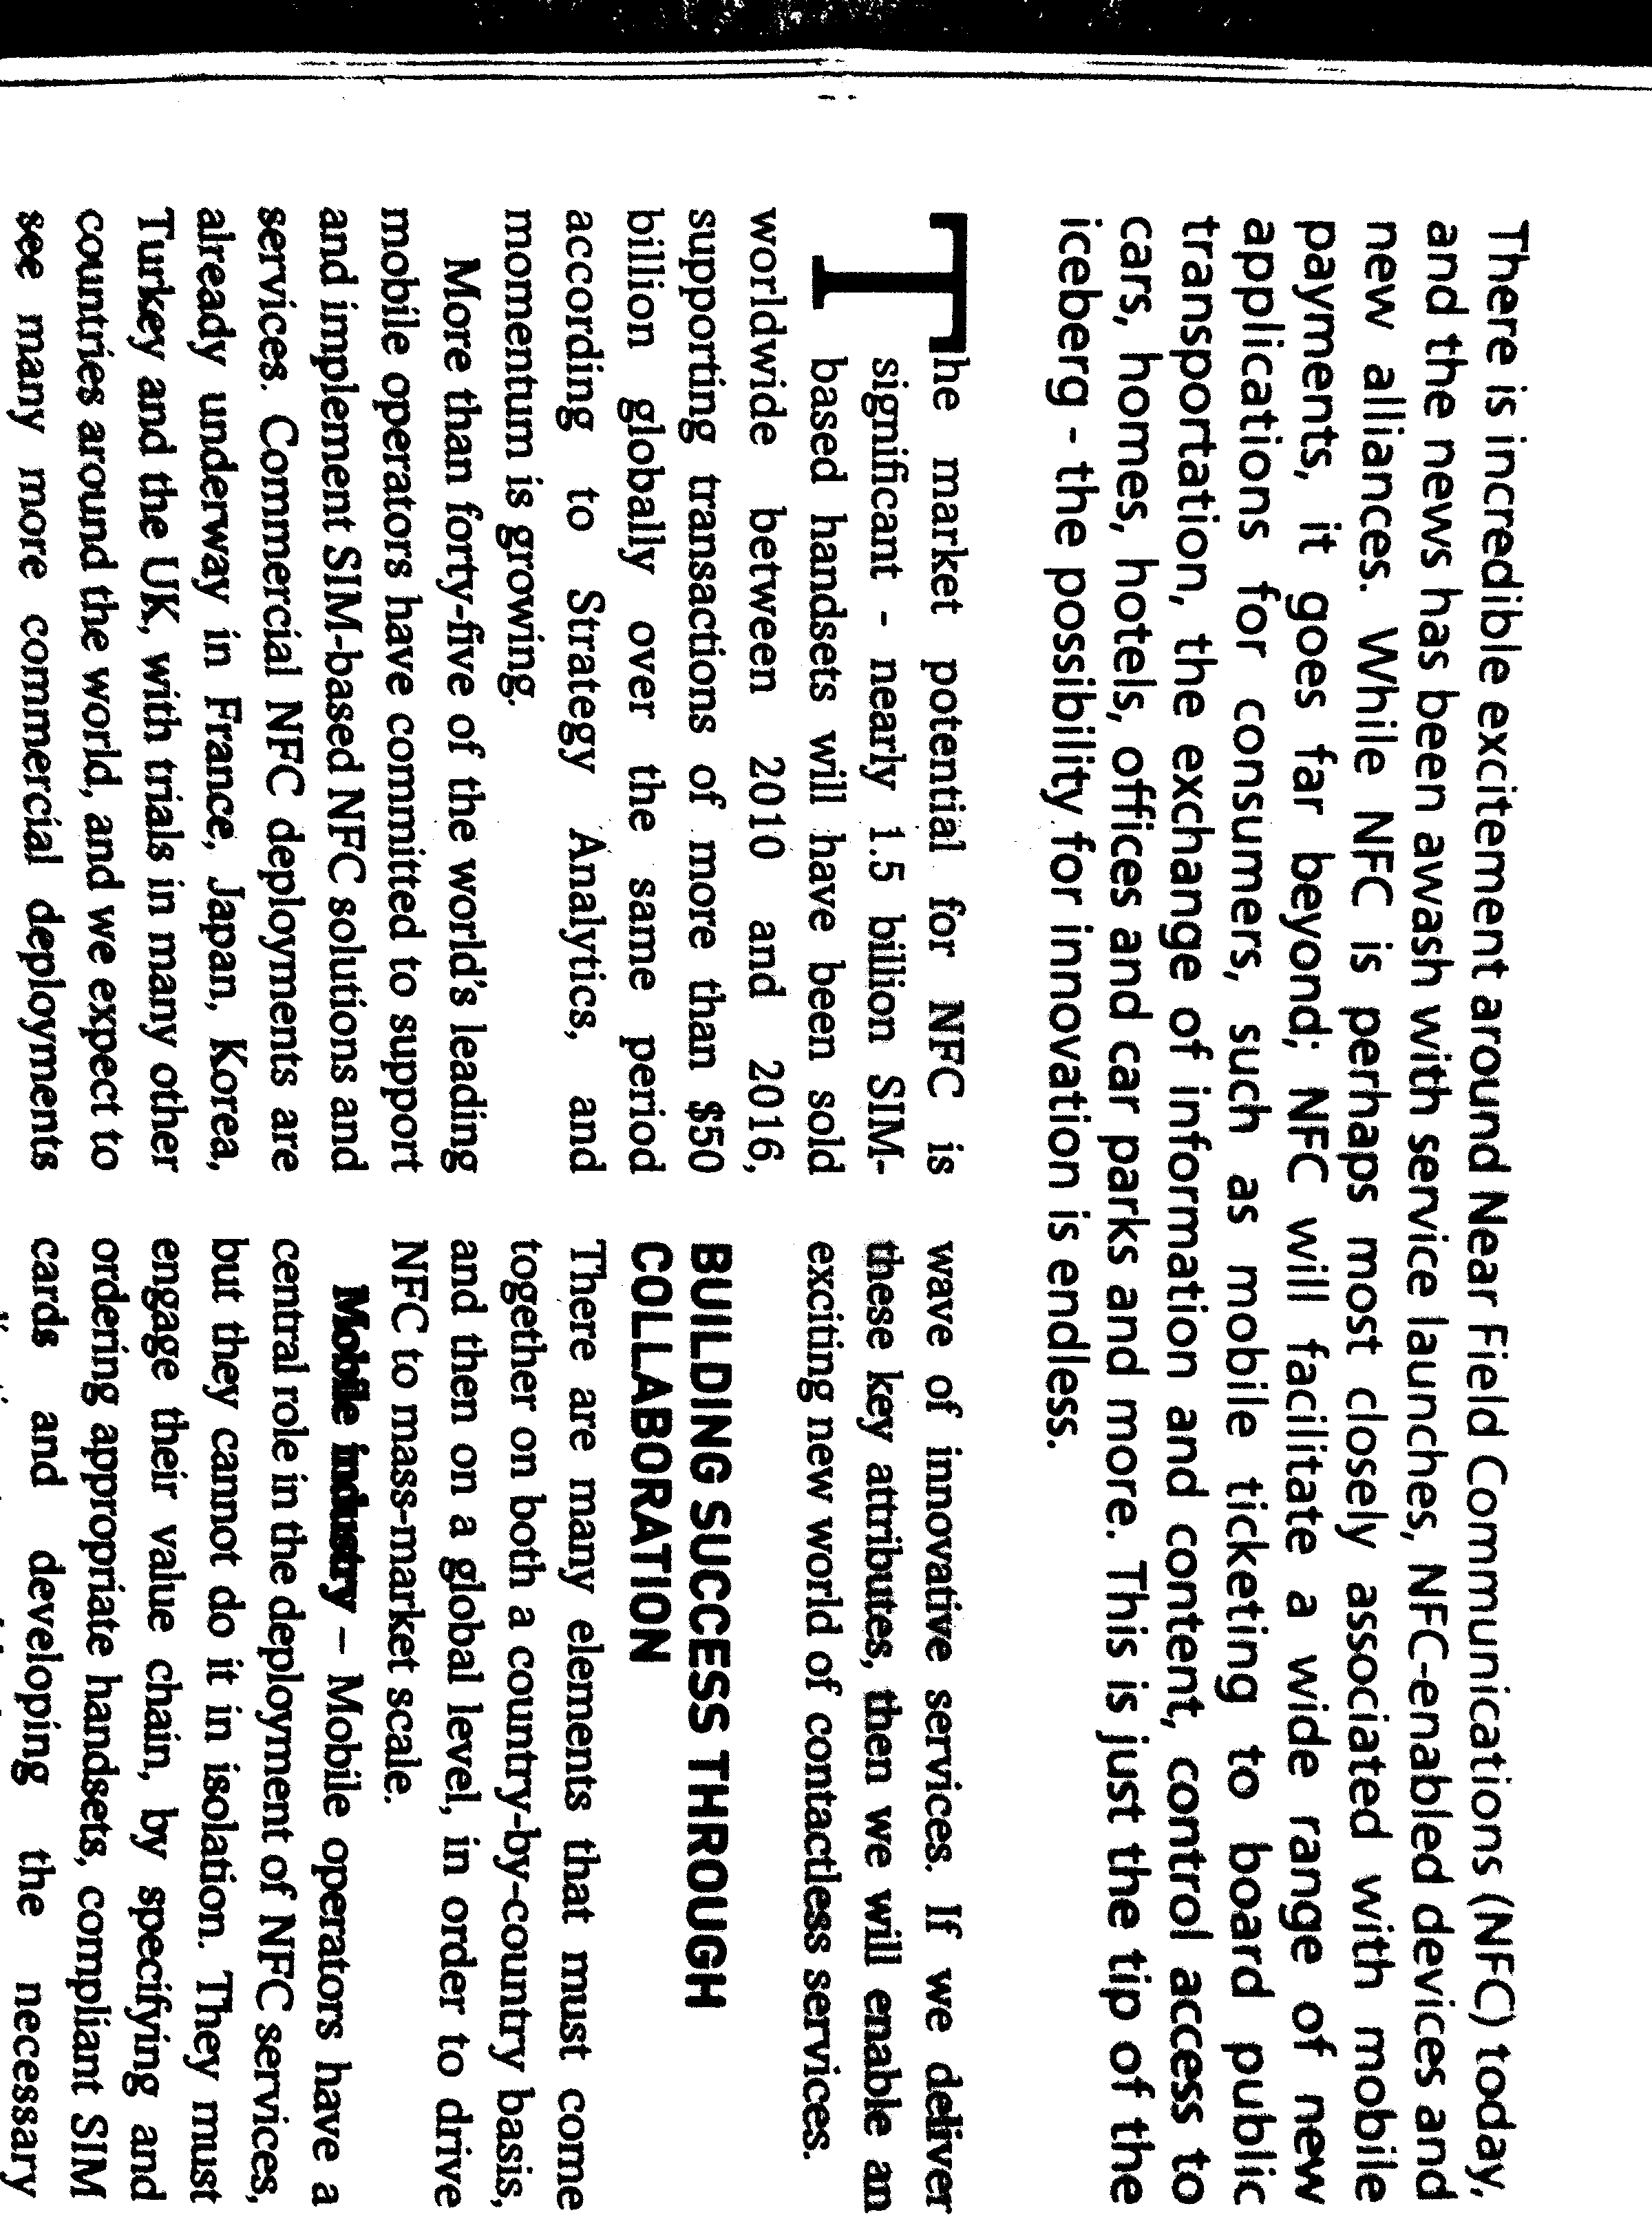 There is incredible excitement around Near Field Communications (NFC) today,
and the news has been awash with service launches, NFC-enabled devices and
new alliances. While NFC is perhaps most closely associated with mobile
payments, it goes far beyond; NFC will facilitate a wide range of new
applications for consumers, such as mobile ticketing to board public
transportation, the exchange of information and content, control access to
cars, homes, hotels, offices and car parks and more. This is just the tip of the
iceberg - the possibility for innovation is endless.
The market potential for NFC is
significant - nearly 1.5 billion SIM-
based handsets will have been sold
worldwide between 2010 and 2016,
supporting transactions of more than $50
billion globally over the same period
according to Strategy Analytics, and
momentum is growing.
More than forty-five of the world's leading
mobile operators have committed to support
and implement SIM-based NFC solutions and
services. Commercial NFC deployments are
already underway in France, Japan, Korea,
Turkey and the UK, with trials in many other
countries around the world, and we expect to
see many more commercial deployments
wave of innovative services. If we deliver
these key attributes, then we will enable an
exciting new world of contactless services.
BUILDING SUCCESS THROUGH
COLLABORATION
There are many elements that must come
together on both a country-by-country basis,
and then on a global level, in order to drive
NFC to mass-market scale.
Mobile industry – Mobile operators have a
central role in the deployment of NFC services,
but they cannot do it in isolation. They must
engage their value chain, by specifying and
ordering appropriate handsets, compliant SIM
cards and developing the necessary